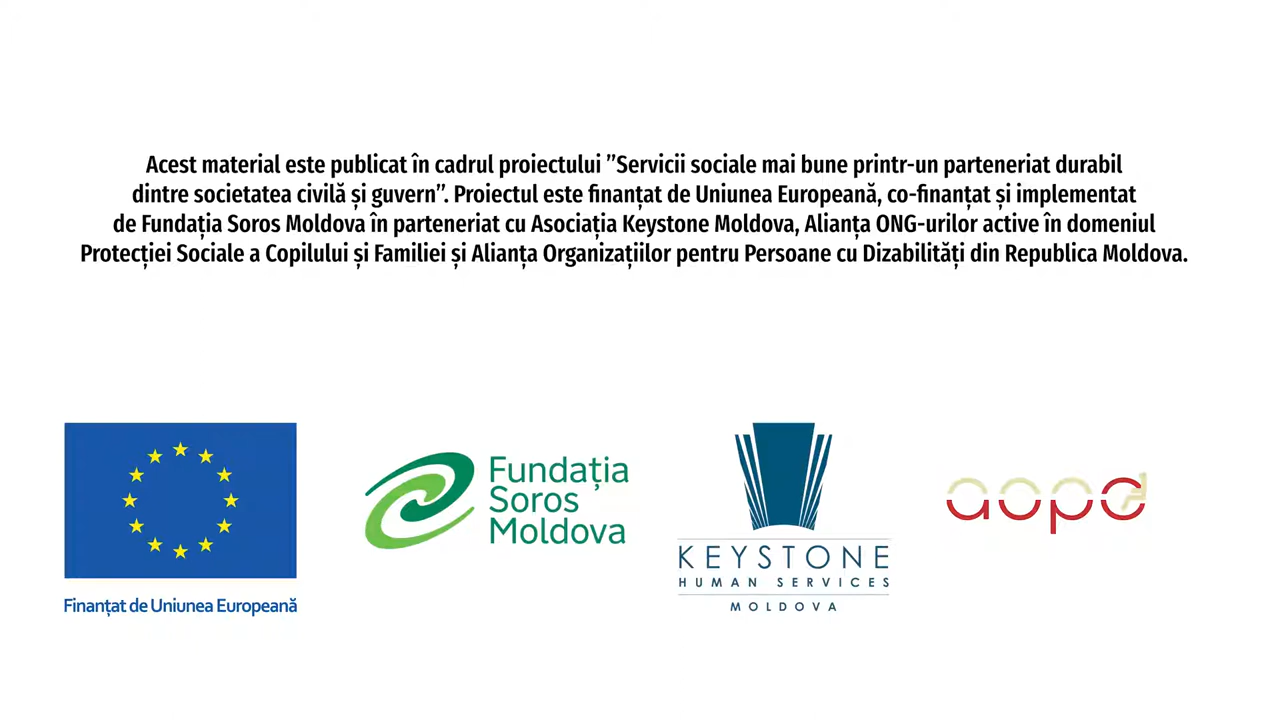 Acest material este publicat în cadrul proiectului ”Servicii sociale mai bune printr-un parteneriat durabil
dintre societatea civilă și guvern”. Proiectul este finanțat de Uniunea Europeană, co-finanțat și implementat
de Fundația Soros Moldova în parteneriat cu Asociația Keystone Moldova, Alianța ONG-urilor active în domeniul
Protecției Sociale a Copilului și Familiei și Alianța Organizațiilor pentru Persoane cu Dizabilități din Republica Moldova.
Finanțat de Uniunea Europeană
Fundația
Soros
Moldova
KEYSTONE
HUMAN SERVICES
MOLDOVA
aopd